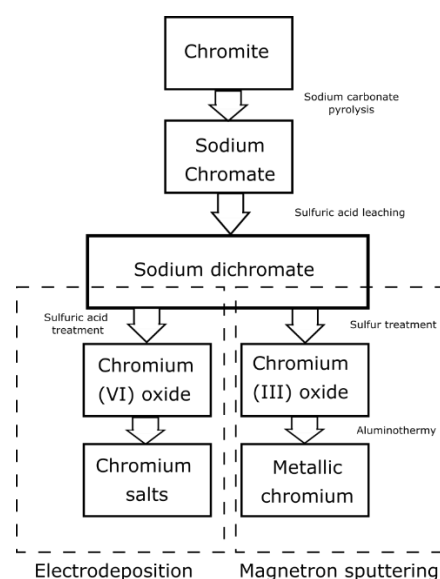 Chromite
Sodium carbonate
pyrolysis
Sodium
Chromate
Sulfuric acid leaching
Sodium dichromate
Sulfuric acid
treatment
Sulfur treatment
Chromium
(VI) oxide
Chromium
(III) oxide
Aluminothermy
Chromium
salts
Metallic
chromium
Electrodeposition
Magnetron sputtering